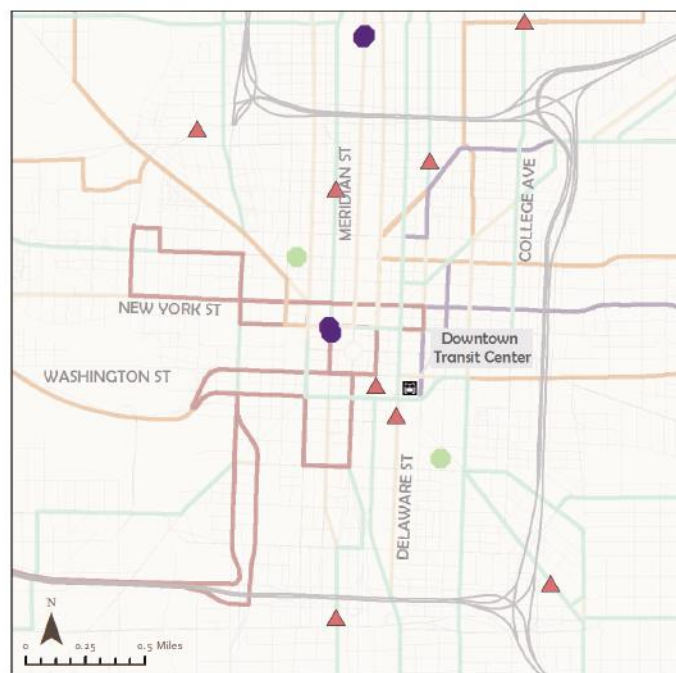 MERIDIAN ST
COLLEGE AVE
NEW YORK ST
Downtown
Transit Center
WASHINGTON ST
DELAWARE ST
N
0 0.25 0.5 Miles